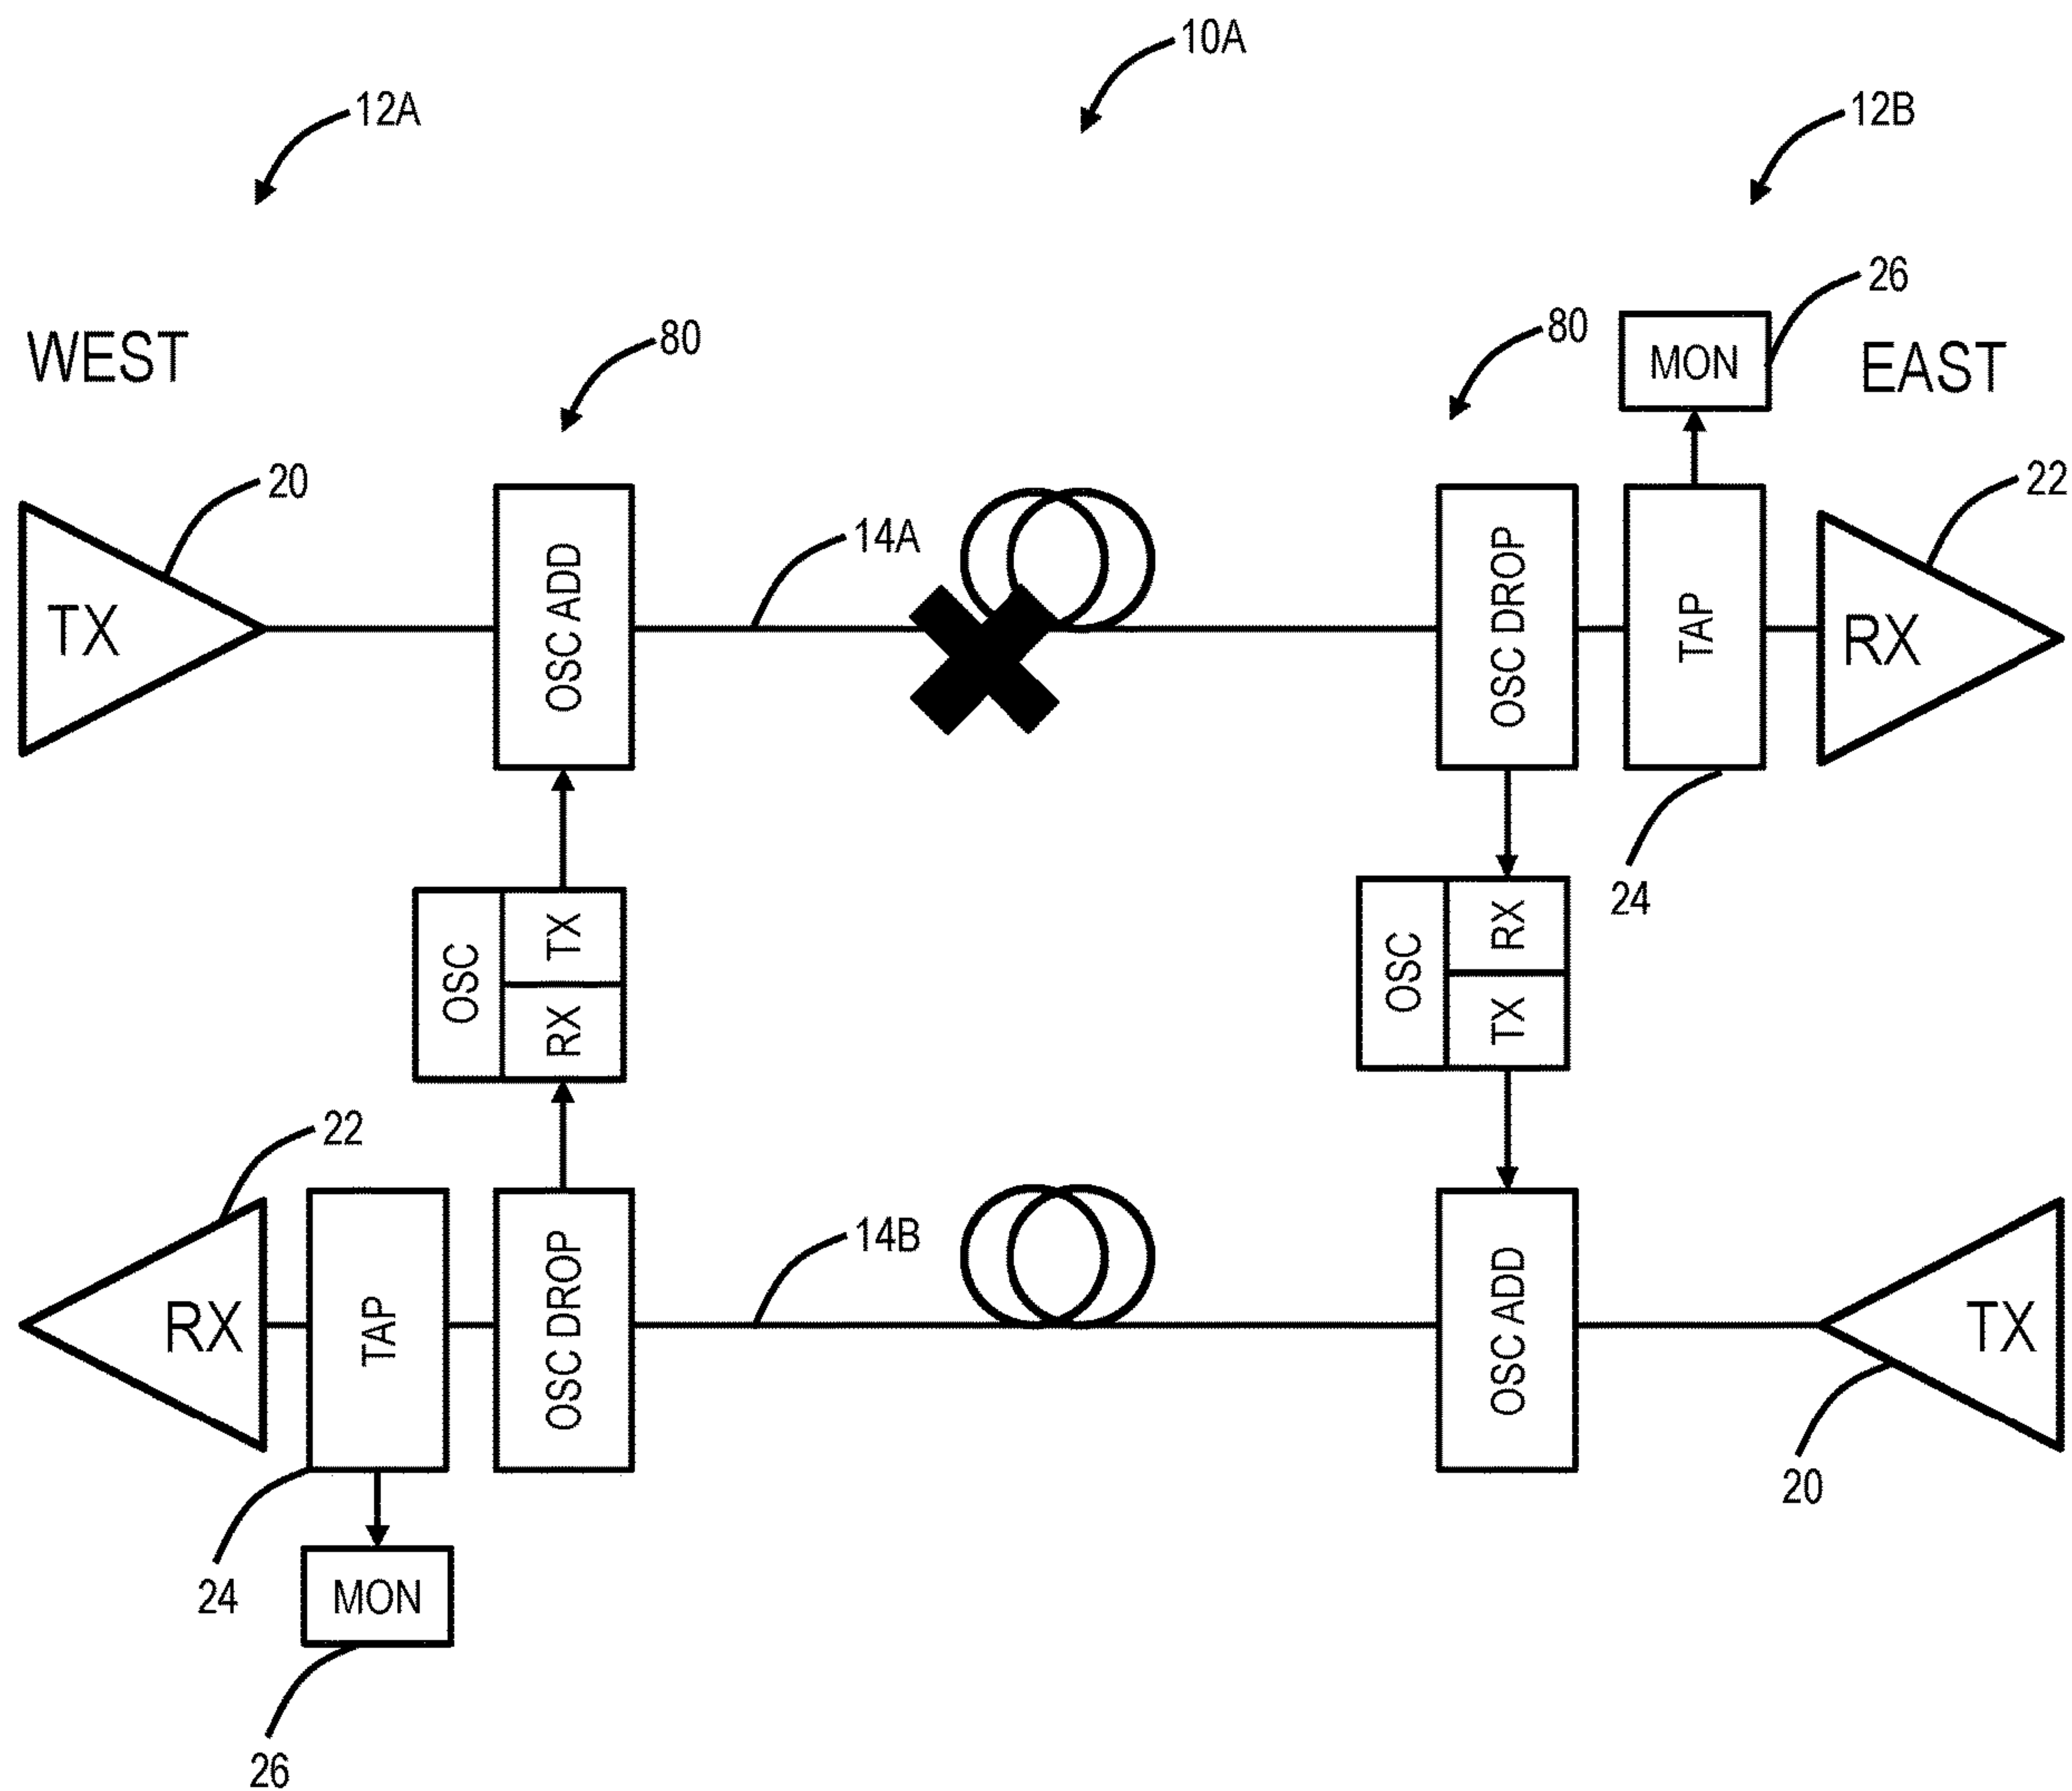 10A
12A
12B
26
80
80
MON
WEST
EAST
20
22
14A
OSC ADD
OSC DROP
TAP
TX
RX
24
OSC
TX
RX
OSC
RX
TX
22
14B
RX
TAP
OSC DROP
OSC ADD
TX
20
24
MON
26